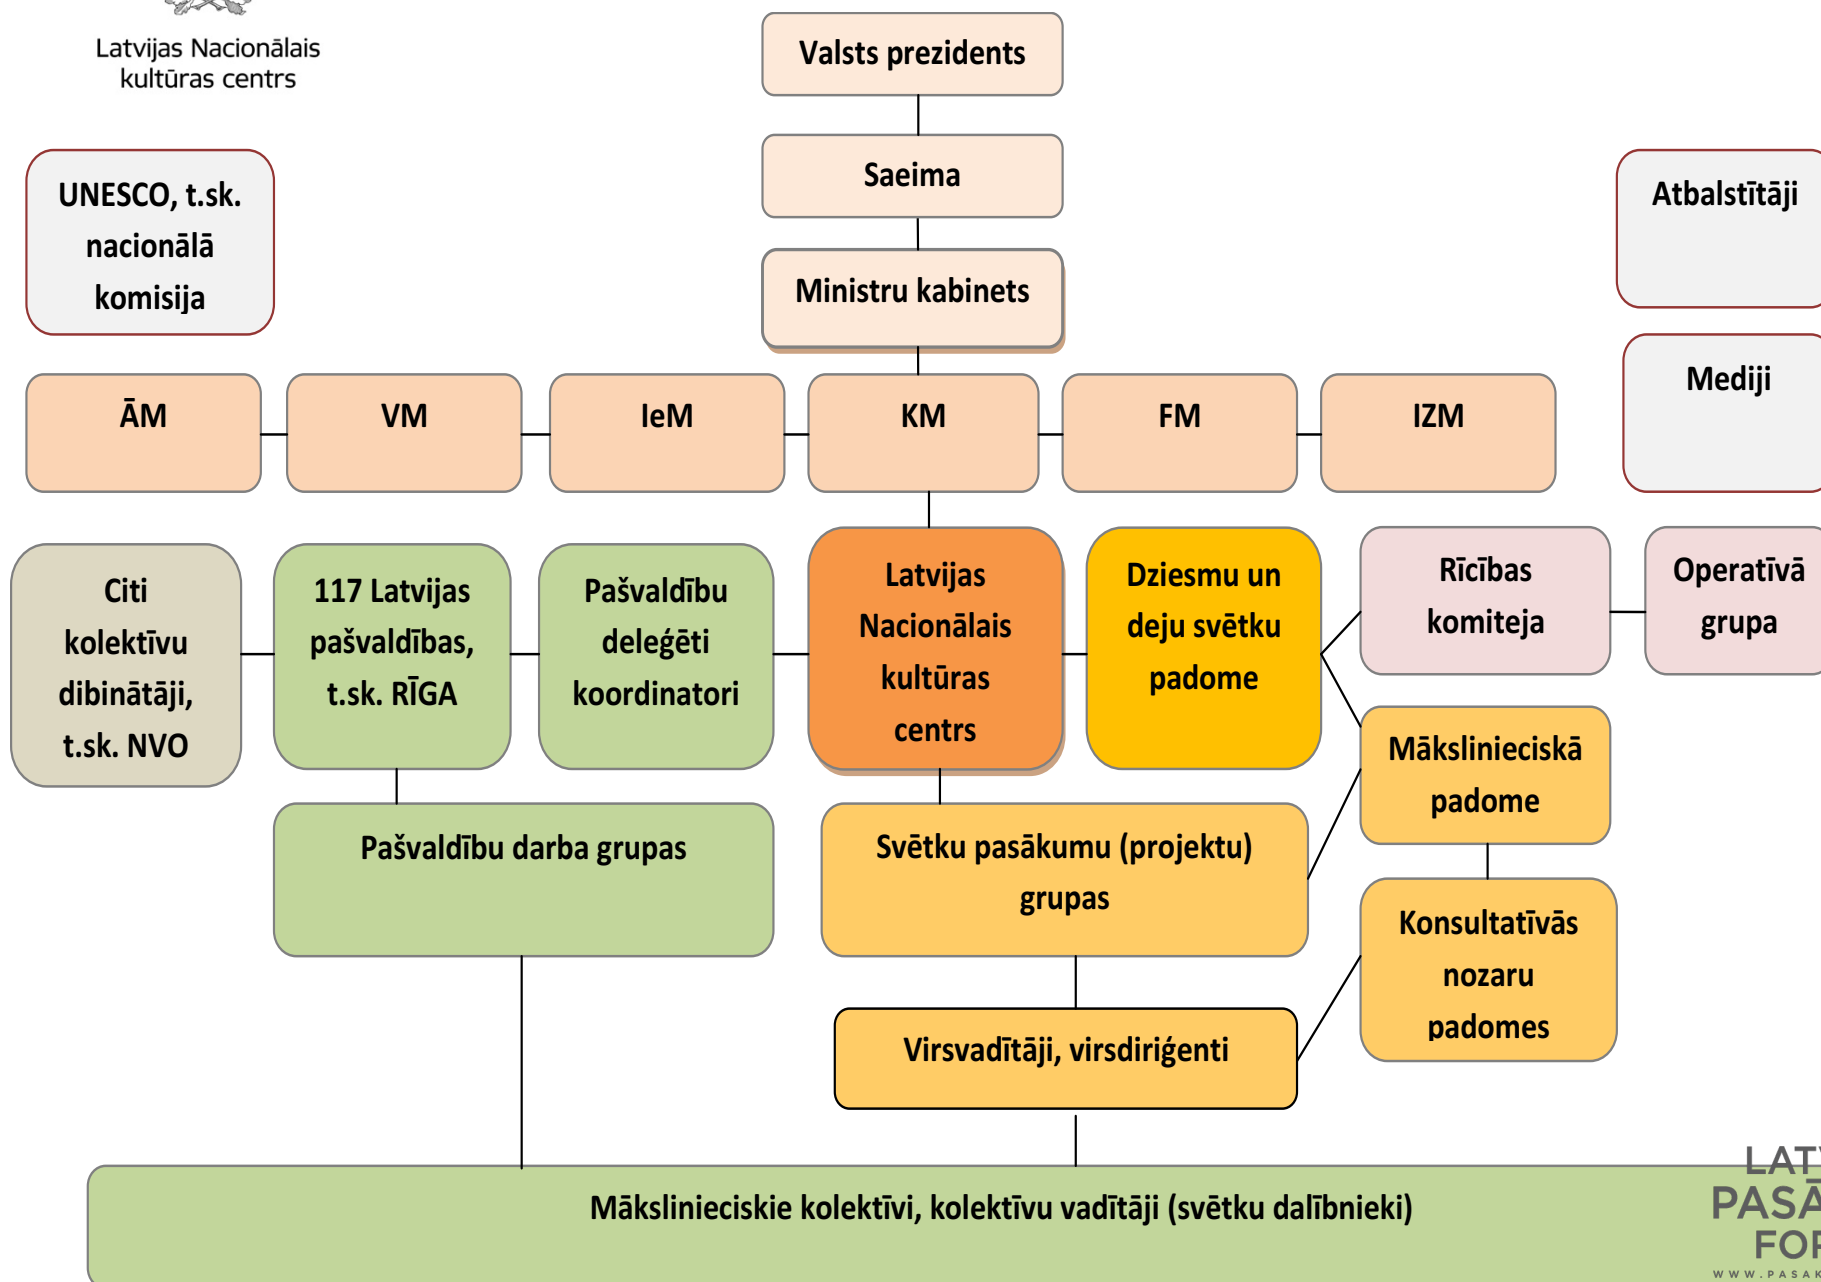 Latvijas Nacionālais
kultūras centrs
Valsts prezidents
Saeima
UNESCO, t.sk.
nacionālā
komisija
Atbalstītāji
Ministru kabinets
Mediji
ĀM
VM
IeM
KM
FM
IZM
Citi
kolektīvu
dibinātāji,
t.sk. NVO
117 Latvijas
pašvaldības,
t.sk. RĪGA
Pašvaldību
deleģēti
koordinatori
Latvijas
Nacionālais
kultūras
centrs
Dziesmu un
deju svētku
padome
Rīcības
komiteja
Operatīvā
grupa
Mākslinieciskā
padome
Pašvaldību darba grupas
Svētku pasākumu (projektu)
grupas
Konsultatīvās
nozaru
padomes
Virsvadītāji, virsdiriģenti
Mākslinieciskie kolektīvi, kolektīvu vadītāji (svētku dalībnieki)